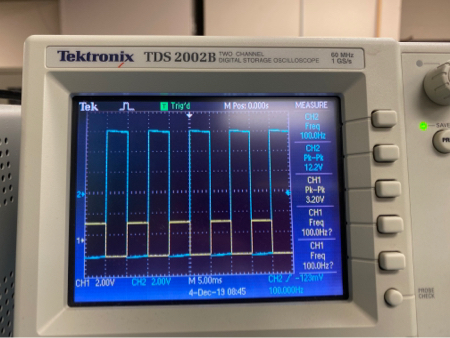 Tektronix TDS 2002B TWO CHANNEL DIGITAL STORAGE OSCILLOSCOPE 60 MHz 1 GS/s
Tek Trig'd M Pos: 0.000s MEASURE
CH2
Freq
100.0Hz
CH2
Pk-Pk
12.2V
CH1
Pk-Pk
3.20V
CH1
Freq
100.0Hz?
CH1
Freq
100.0Hz?
2
1
CH1 2.00V CH2 2.00V M 5.00ms CH2 / -123mV
4-Dec-19 08:45 100.000Hz
SAVE
PR
PROBE
CHECK